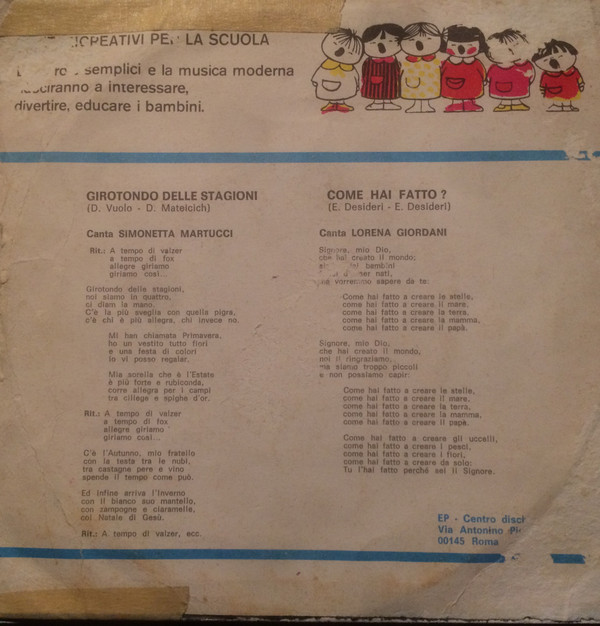 CREATIVI PER LA SCUOLA
semplici e la musica moderna
sciranno a interessare,
divertire, educare i bambini.
GIROTONDO DELLE STAGIONI
(D. Vuolo - D. Mateicich)
Canta SIMONETTA MARTUCCI
Rit.: A tempo di valzer
a tempo di fox
allegre giriamo
giriamo così...
Girotondo delle stagioni,
noi siamo in quattro,
ci diam la mano.
C'è la più sveglia con quella pigra,
c'è chi è più allegra, chi invece no.
Mi han chiamata Primavera,
ho un vestito tutto fiori
e una festa di colori
io vi posso regalar.
Mia sorella che è l'Estate
è più forte e rubiconda,
corre allegra per i campi
tra ciliege e spighe d'or.
Rit.: A tempo di valzer
a tempo di fox
allegre giriamo
giriamo così...
C'è l'Autunno, mio fratello
con la testa tra le nubi,
tra castagne pere e vino
spende il tempo come può.
Ed infine arriva l'Inverno
con il bianco suo mantello,
con zampogne e ciaramelle,
col Natale di Gesù.
Rit.: A tempo di valzer, ecc.
COME HAI FATTO?
(E. Desideri - E. Desideri)
Canta LORENA GIORDANI
Signore, mio Dio,
che hai creato il mondo;
bambini
ner nati,
vorremmo sapere da te:
Come hai fatto a creare le stelle,
come hai fatto a creare il mare,
come hai fatto a creare la terra,
come hai fatto a creare la mamma,
come hai fatto a creare il papà.
Signore, mio Dio,
che hai creato il mondo,
noi ti ringraziamo,
ma siamo troppo piccoli
e non possiamo capir:
Come hai fatto a creare le stelle,
come hai fatto a creare il mare,
come hai fatto a creare la terra,
come hai fatto a creare la mamma,
come hai fatto a creare il papà.
Come hai fatto a creare gli uccelli,
come hai fatto a creare i pesci,
come hai fatto a creare i fiori,
come hai fatto a creare da solo:
Tu l'hai fatto perché sei il Signore.
EP - Centro disc
Via Antonino Pi
00145 Roma